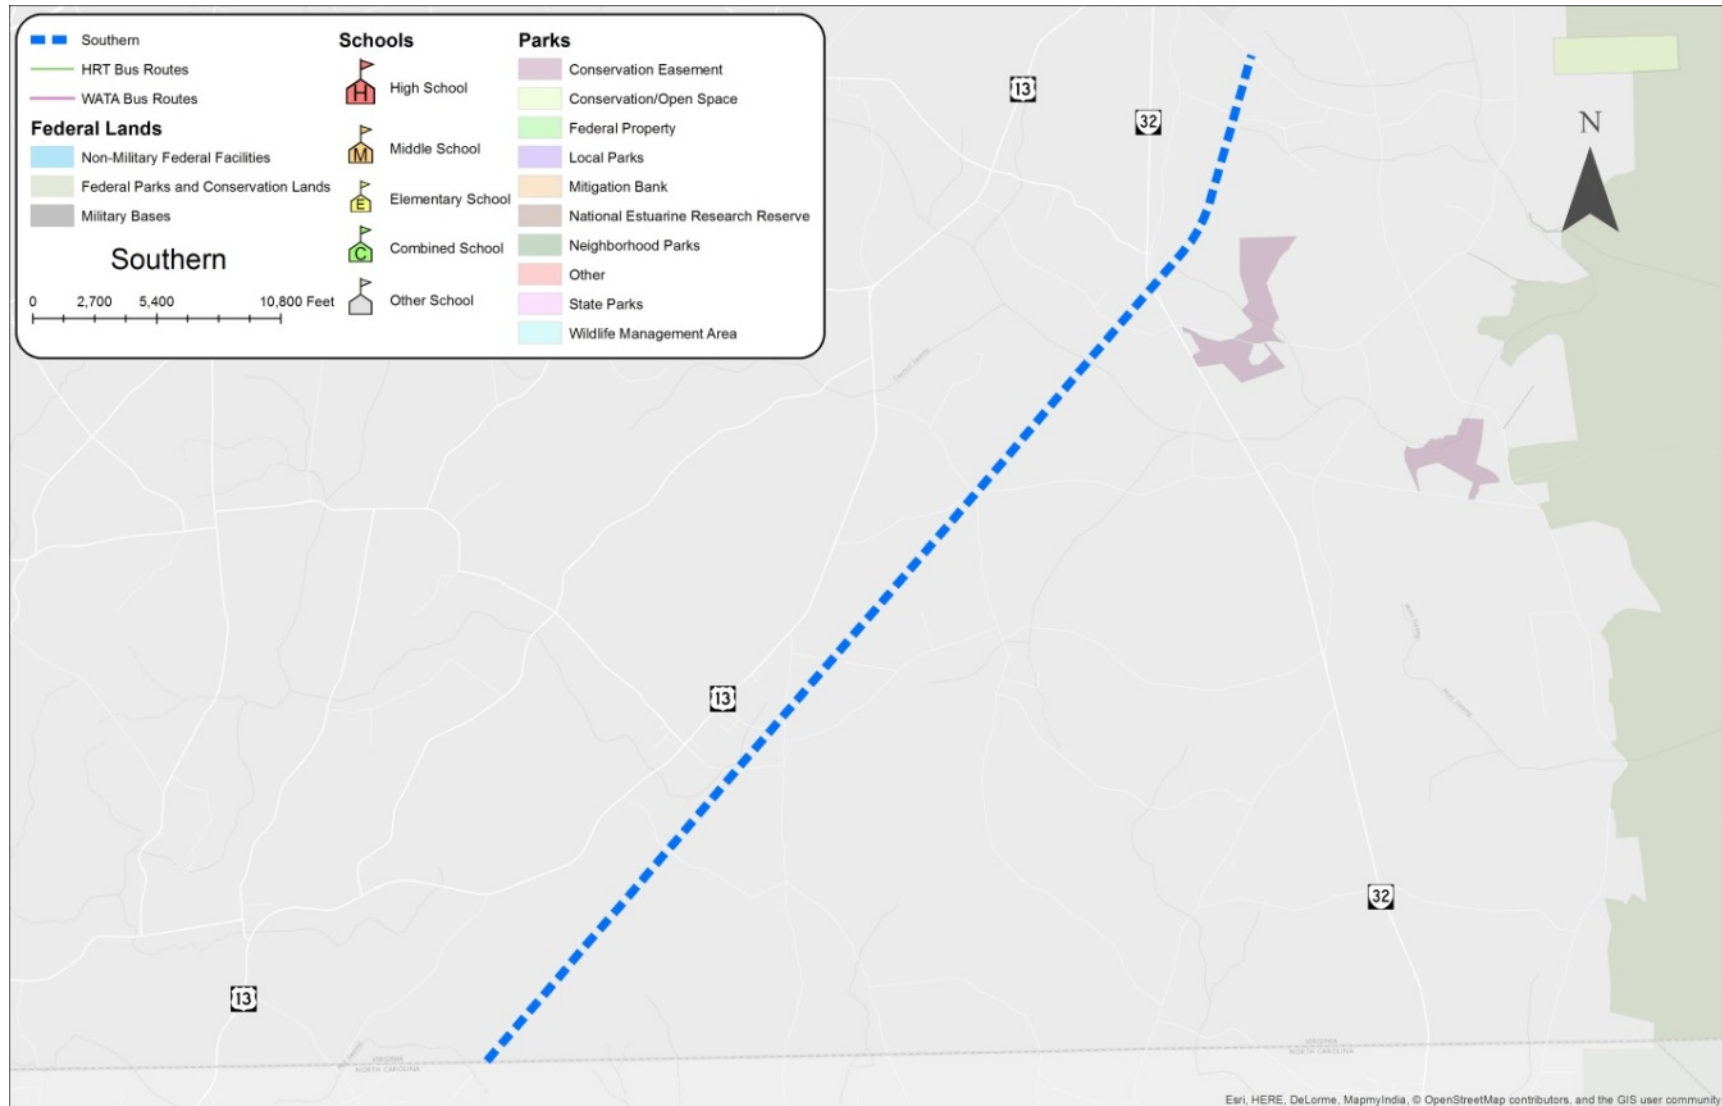 Southern
HRT Bus Routes
WATA Bus Routes
Federal Lands
Non-Military Federal Facilities
Federal Parks and Conservation Lands
Military Bases
Southern
0 2,700 5,400 10,800 Feet
Schools
H High School
M Middle School
E Elementary School
C Combined School
Other School
Parks
Conservation Easement
Conservation/Open Space
Federal Property
Local Parks
Mitigation Bank
National Estuarine Research Reserve
Neighborhood Parks
Other
State Parks
Wildlife Management Area
13
32
N
13
32
13
VIRGINIA
NORTH CAROLINA
VIRGINIA
NORTH CAROLINA
Esri, HERE, DeLorme, MapmyIndia, © OpenStreetMap contributors, and the GIS user community